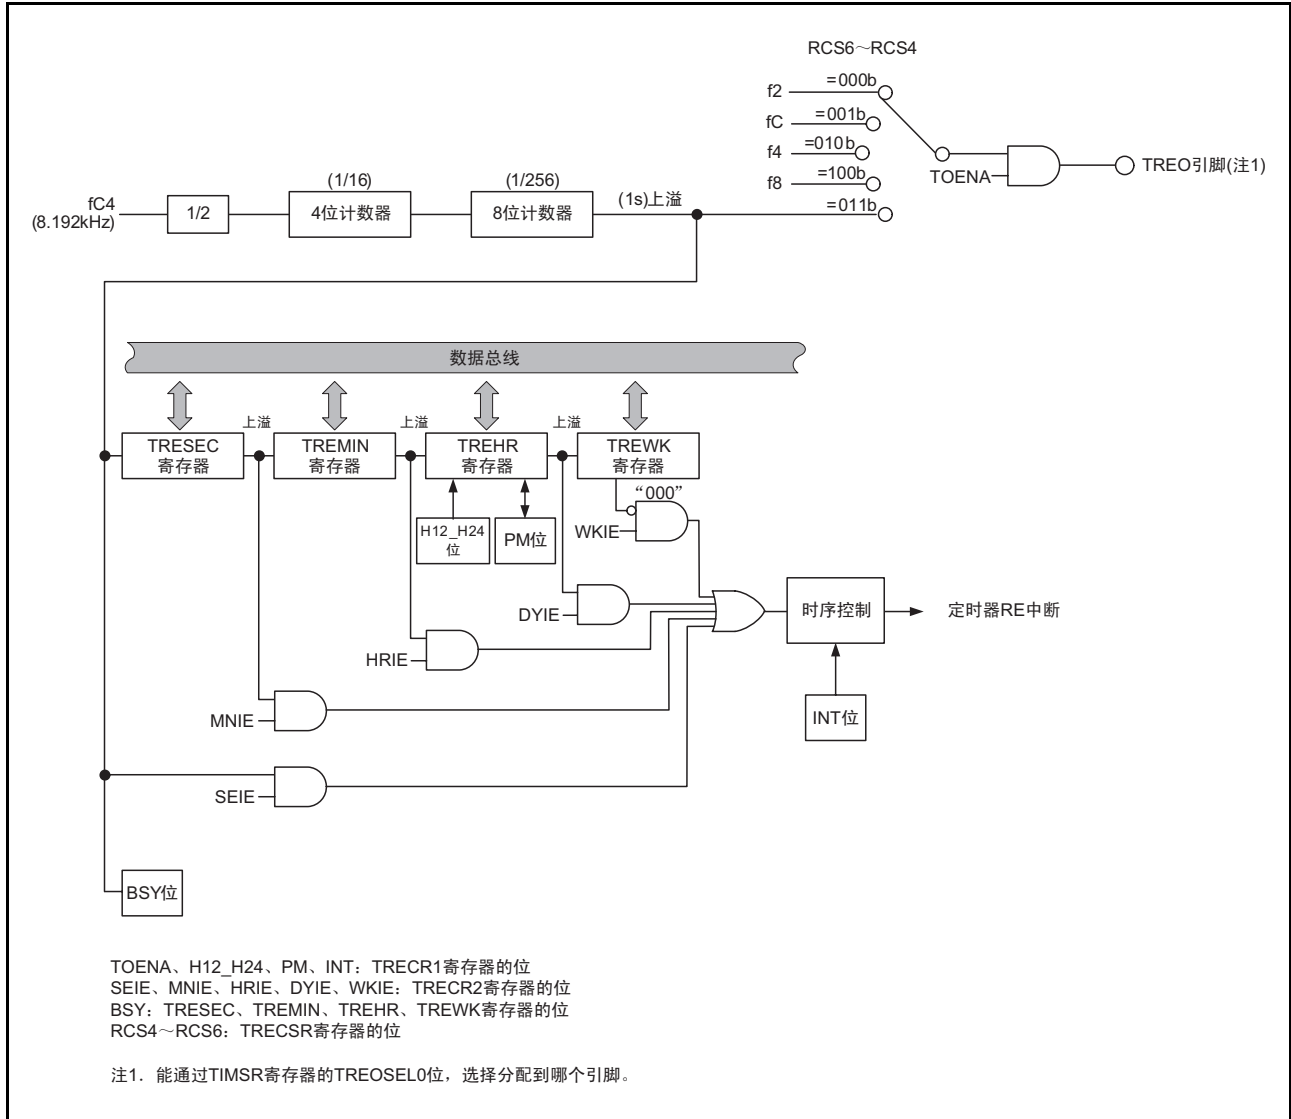 RCS6～RCS4
f2
=000b
fC
=001b
f4
=010b
f8
=100b
=011b
TOENA
TREO引脚(注1)
fC4
(8.192kHz)
1/2
(1/16)
4位计数器
(1/256)
8位计数器
(1s)上溢
数据总线
TRESEC
寄存器
上溢
TREMIN
寄存器
上溢
TREHR
寄存器
上溢
TREWK
寄存器
“000”
H12_H24
位
PM位
WKIE
DYIE
HRIE
MNIE
SEIE
时序控制
定时器RE中断
INT位
BSY位
TOENA、H12_H24、PM、INT：TRECR1寄存器的位
SEIE、MNIE、HRIE、DYIE、WKIE：TRECR2寄存器的位
BSY：TRESEC、TREMIN、TREHR、TREWK寄存器的位
RCS4～RCS6：TRECSR寄存器的位
注1. 能通过TIMSR寄存器的TREOSEL0位，选择分配到哪个引脚。